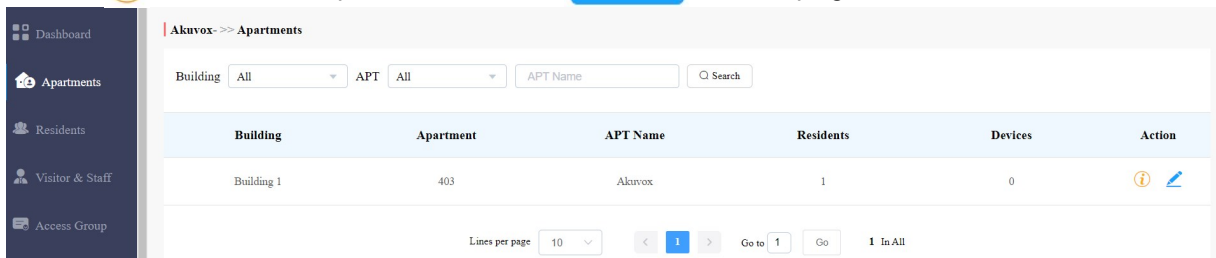 Dashboard
Akuvox- >> Apartments
Apartments
Building All APT All APT Name Search
Residents
Building Apartment APT Name Residents Devices Action
Visitor & Staff
Building 1 403 Akuvox 1 0
Access Group
Lines per page 10 < 1 > Go to 1 Go 1 In All